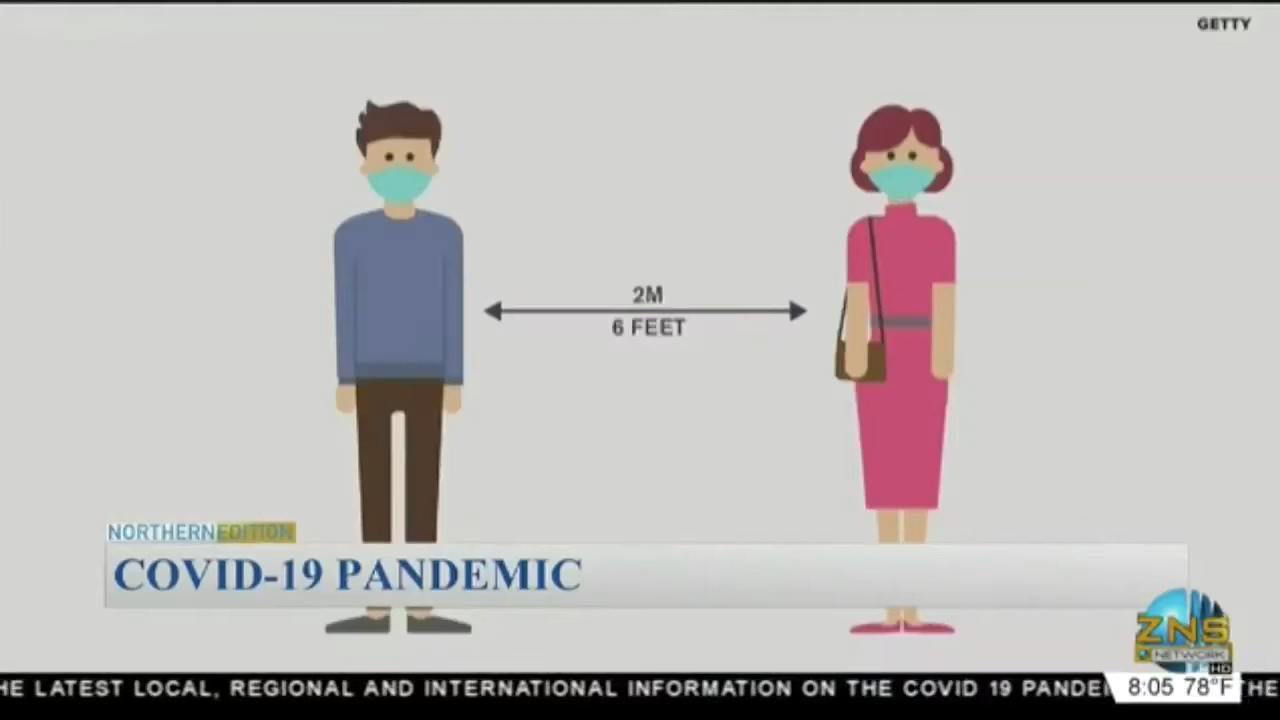 GETTY
2M
6 FEET
NORTHERNEDITION
COVID-19 PANDEMIC
ZNS
NETWORK
HD
HE LATEST LOCAL, REGIONAL AND INTERNATIONAL INFORMATION ON THE COVID 19 PANDE
8:05 78°F
THE